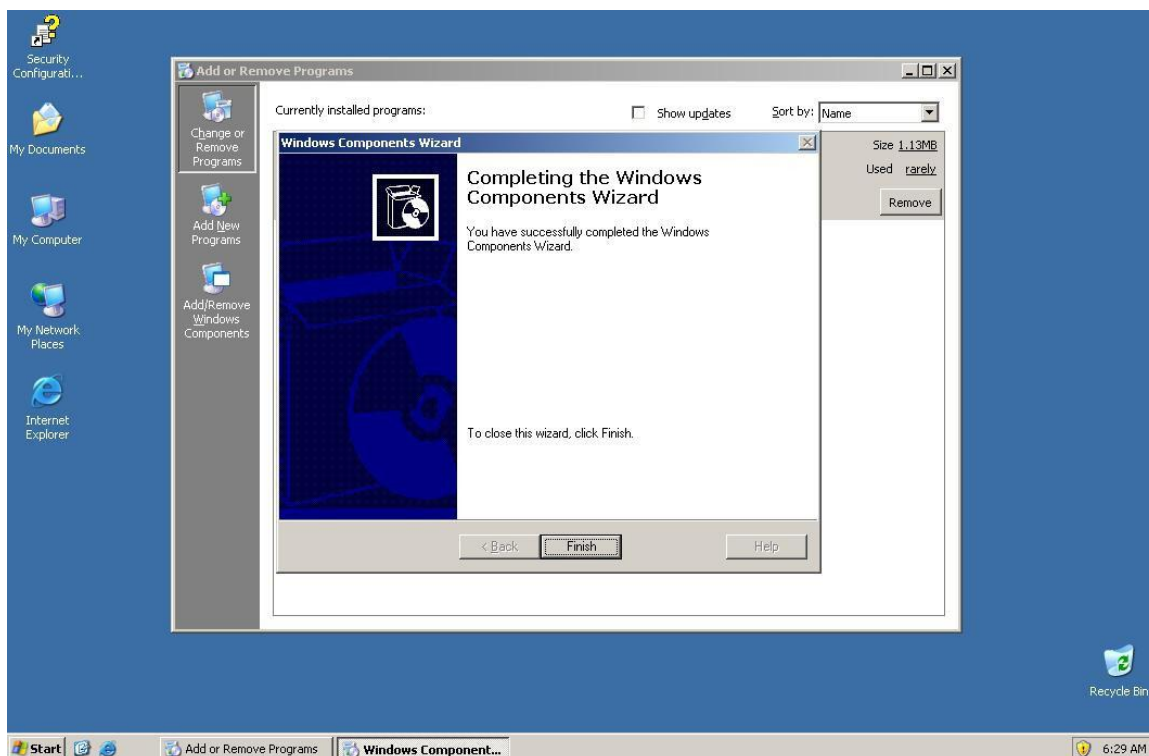 Security
Configurati...
My Documents
My Computer
My Network
Places
Internet
Explorer
Add or Remove Programs
Change or
Remove
Programs
Add New
Programs
Add/Remove
Windows
Components
Currently installed programs:
Show updates
Sort by:
Name
Size 1.13MB
Used rarely
Remove
Windows Components Wizard
Completing the Windows
Components Wizard
You have successfully completed the Windows
Components Wizard.
To close this wizard, click Finish.
< Back
Finish
Help
Recycle Bin
Start
Add or Remove Programs
Windows Component...
6:29 AM